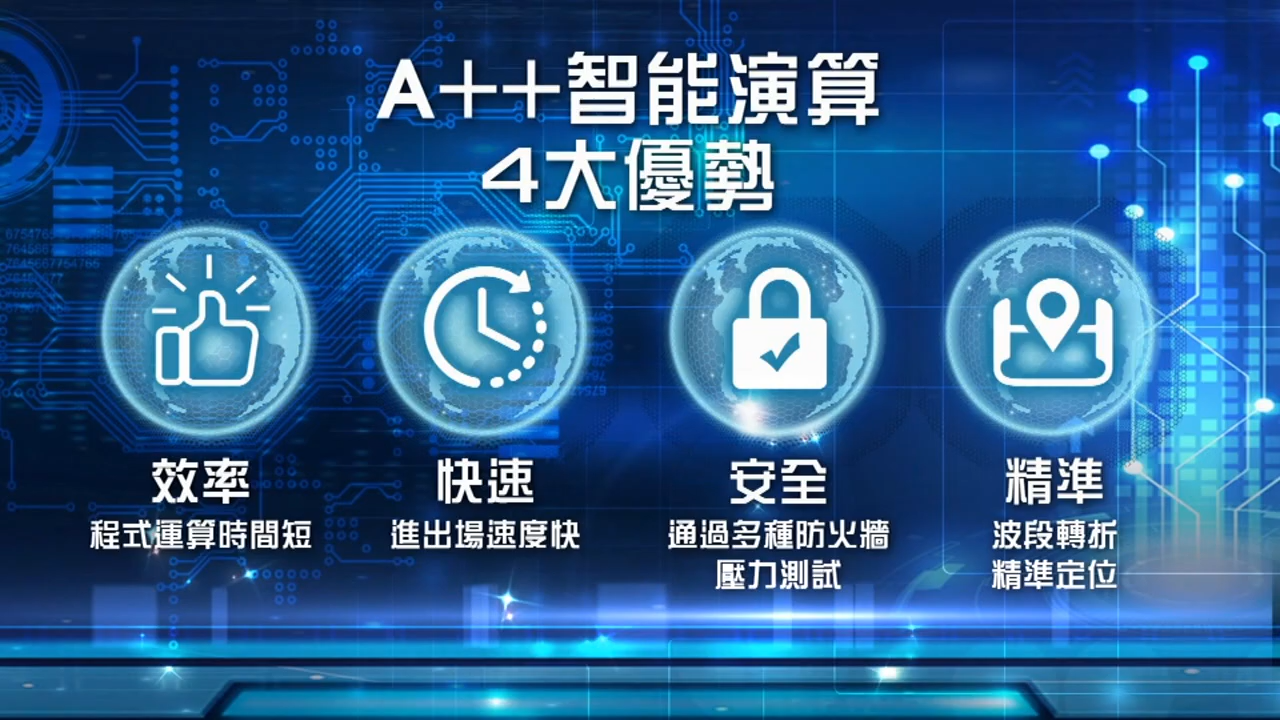 A++智能演算
4大優勢
效率
程式運算時間短
快速
進出場速度快
安全
通過多種防火牆
壓力測試
精準
波段轉折
精準定位